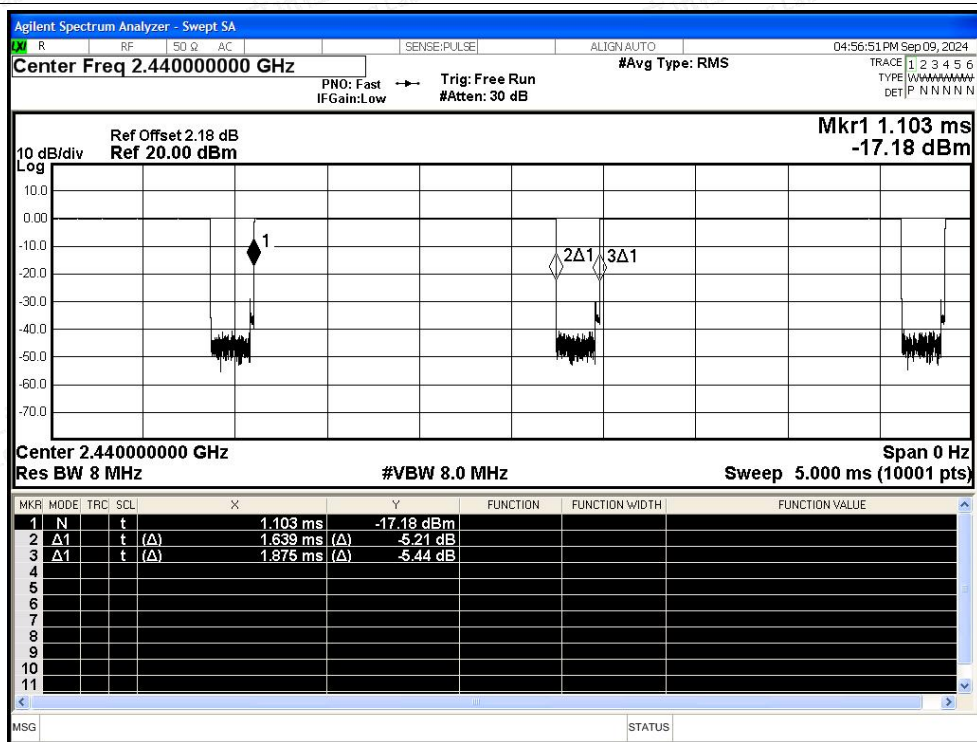 Agilent Spectrum Analyzer - Swept SA
LXI R RF 50 Ω AC SENSE:PULSE ALIGN AUTO 04:56:51 PM Sep 09, 2024
Center Freq 2.440000000 GHz #Avg Type: RMS TRACE 1 2 3 4 5 6
PNO: Fast Trig: Free Run TYPE WWWWWW
IFGain:Low #Atten: 30 dB DET P N N N N N
Mkr1 1.103 ms
-17.18 dBm
Ref Offset 2.18 dB
10 dB/div Ref 20.00 dBm
Log
10.0
0.00
-10.0
-20.0
-30.0
-40.0
-50.0
-60.0
-70.0
1
2Δ1 3Δ1
Center 2.440000000 GHz Span 0 Hz
Res BW 8 MHz #VBW 8.0 MHz Sweep 5.000 ms (10001 pts)
MKR MODE TRC SCL X Y FUNCTION FUNCTION WIDTH FUNCTION VALUE
1 N t 1.103 ms -17.18 dBm
2 Δ1 t (Δ) 1.639 ms (Δ) -5.21 dB
3 Δ1 t (Δ) 1.875 ms (Δ) -5.44 dB
4
5
6
7
8
9
10
11
MSG STATUS